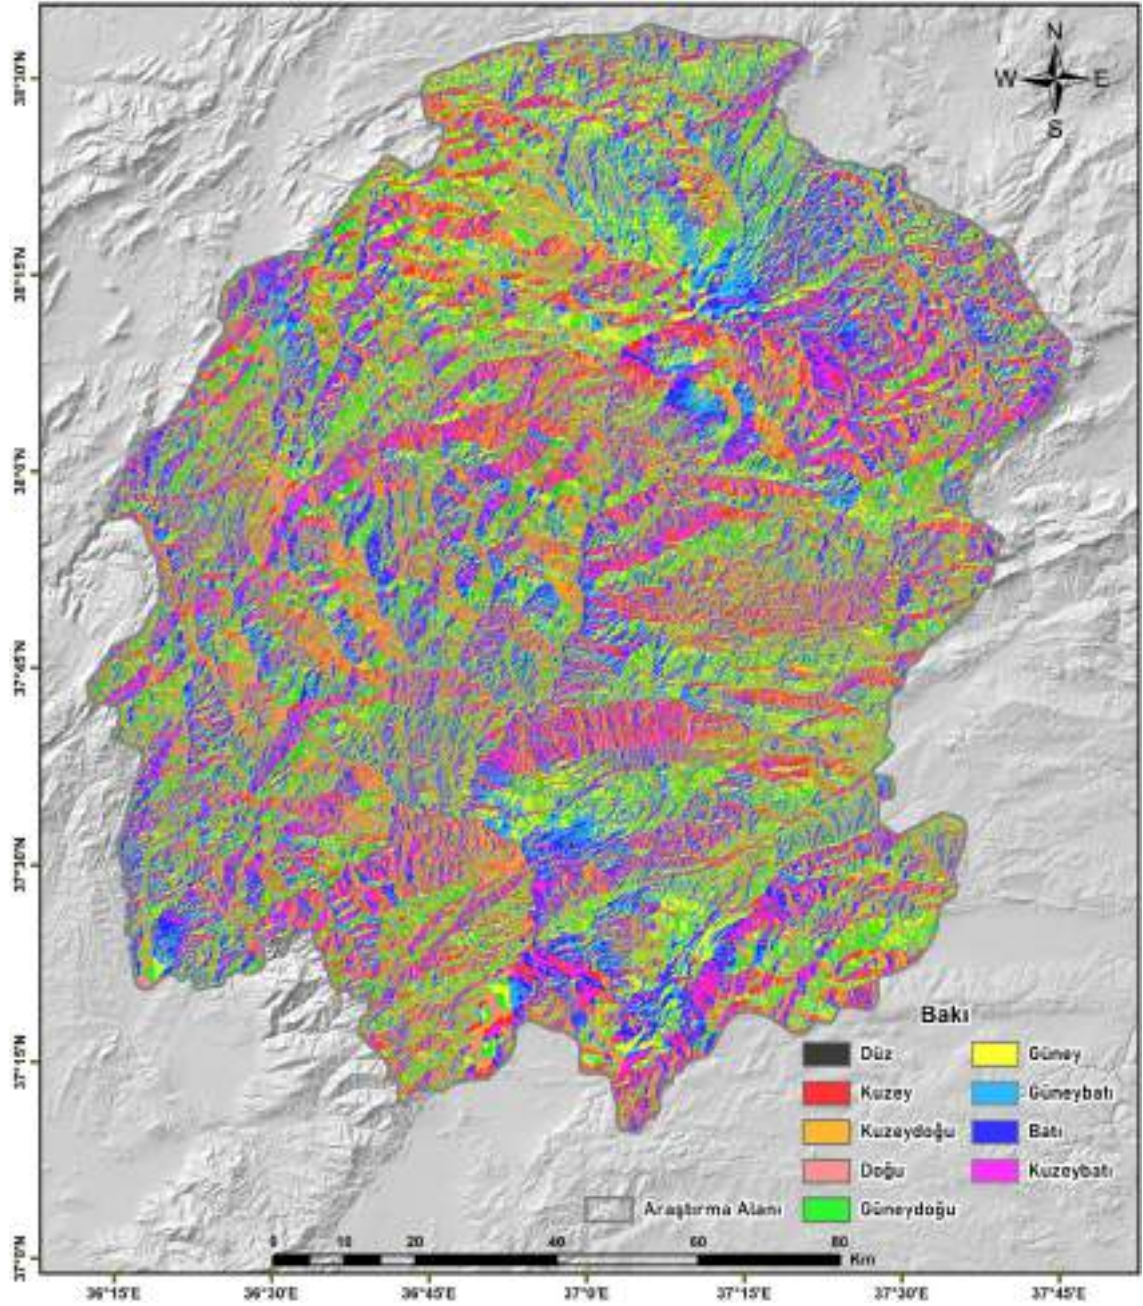 N
W E
S
38°30'N
38°15'N
38°0'N
37°45'N
37°30'N
37°15'N
37°0'N
Bakı
Düz
Kuzey
Kuzeydoğu
Doğu
Güneydoğu
Güney
Güneybatı
Batı
Kuzeybatı
Araştırma Alanı
0 10 20 40 60 80
Km
36°15'E 36°30'E 36°45'E 37°0'E 37°15'E 37°30'E 37°45'E